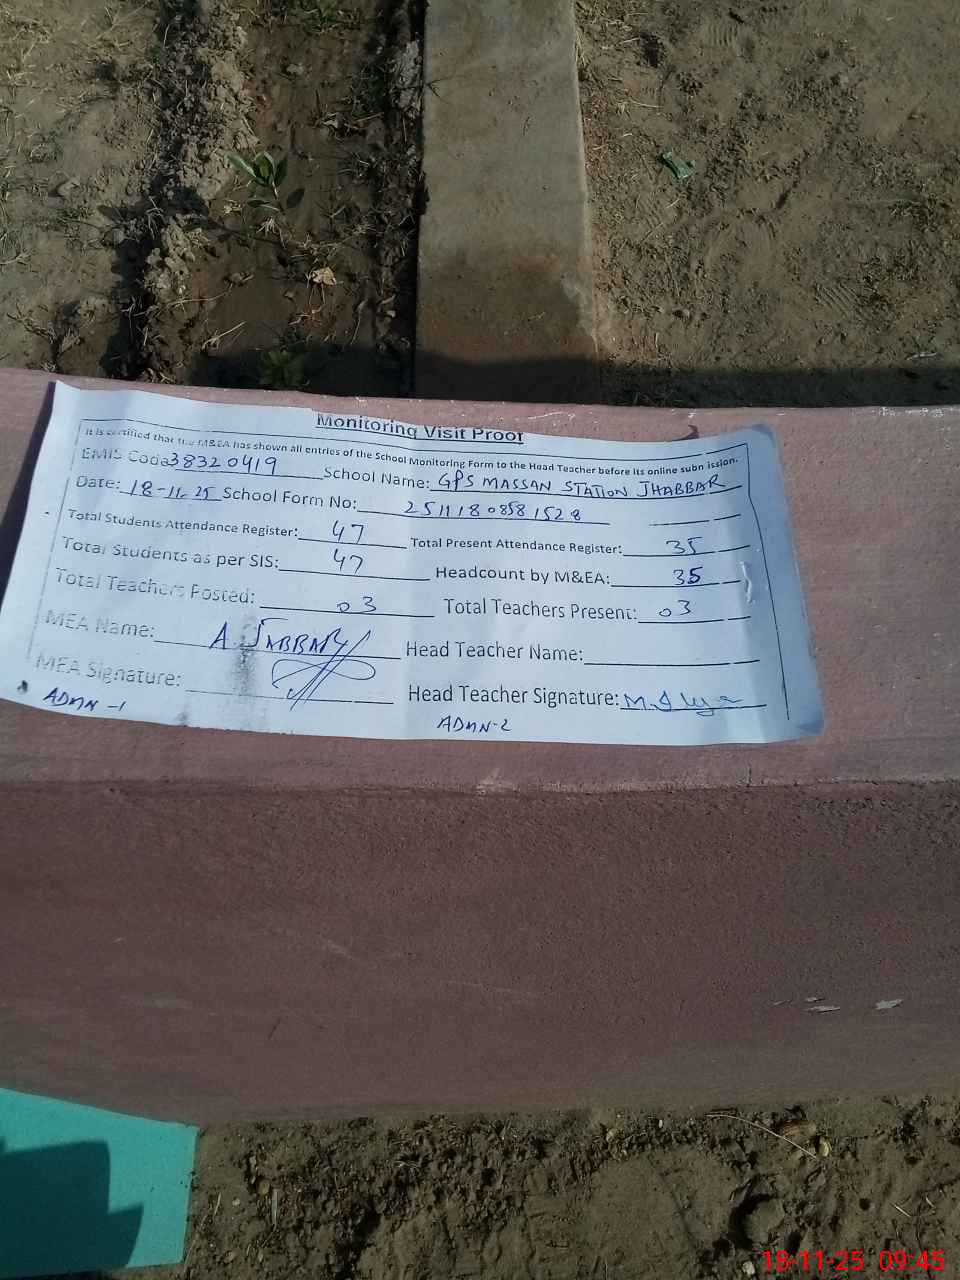 Monitoring Visit Proof
It is certified that the M&EA has shown all entries of the School Monitoring Form to the Head Teacher before its online subn ission.
EMIS Code 38320419 School Name: GPS MASSAN STATION JHABBAR
Date: 18-11-25 School Form No: 2511180858 1528
Total Students Attendance Register: 47 Total Present Attendance Register: 35
Total Students as per SIS: 47 Headcount by M&EA: 35
Total Teachers Posted: 03 Total Teachers Present: 03
MEA Name: A. JABBAR Head Teacher Name:
MEA Signature: Head Teacher Signature:
ADMN-1 ADMN-2
18-11-25 09:45